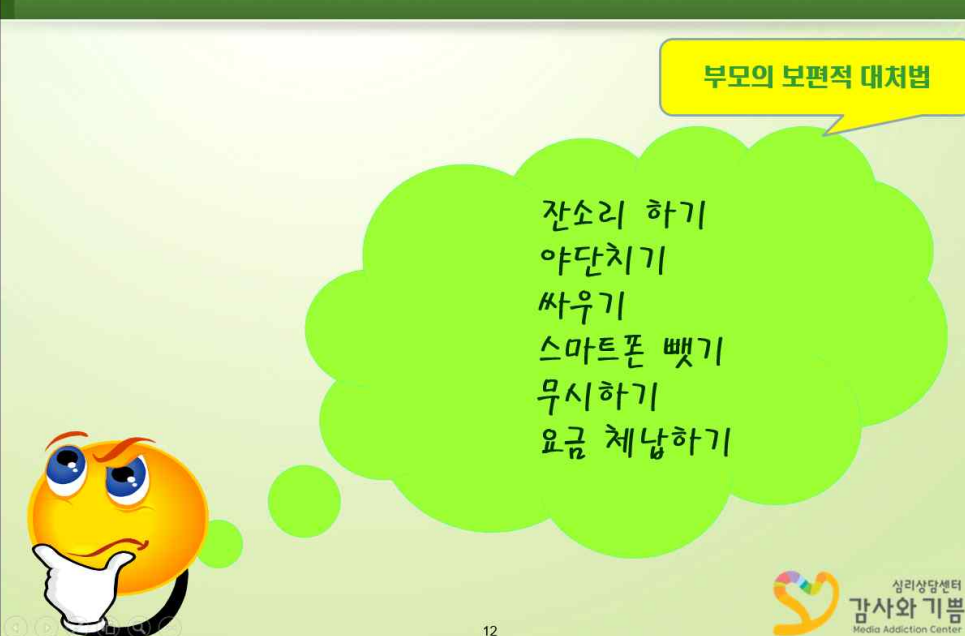 부모의 보편적 대처법
잔소리 하기
야단치기
싸우기
스마트폰 뺏기
무시하기
요금 체납하기
심리상담센터
감사와 기쁨
Media Addiction Center
12